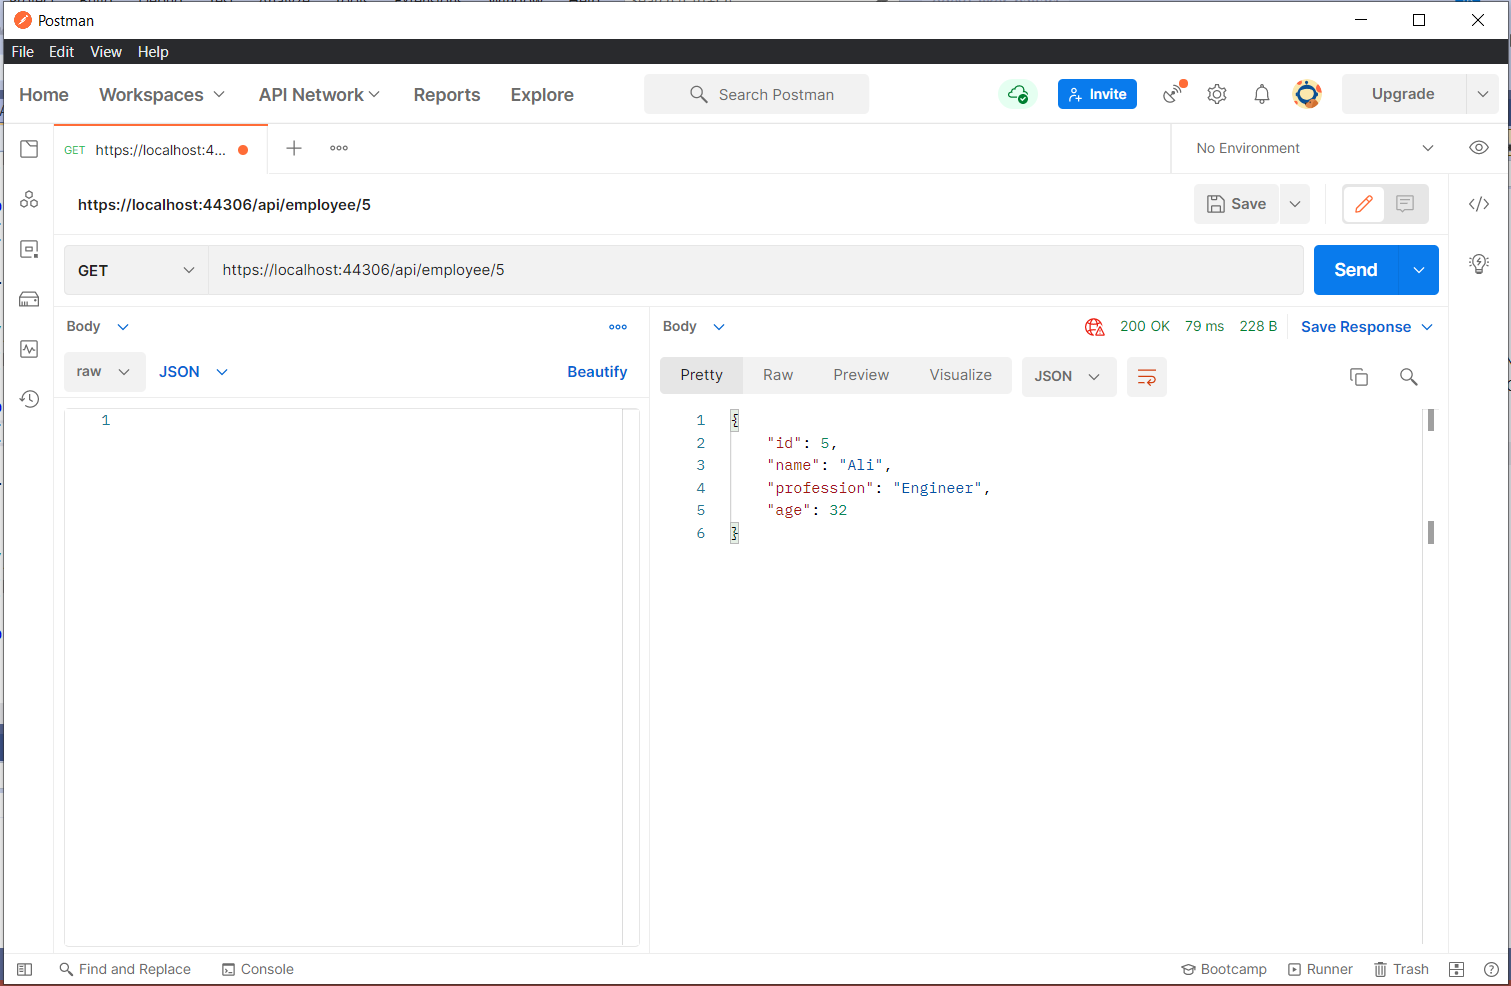 Postman
File Edit View Help
Home Workspaces API Network Reports Explore Search Postman Invite Upgrade
GET https://localhost:4... No Environment
https://localhost:44306/api/employee/5 Save
GET https://localhost:44306/api/employee/5 Send
Body
raw JSON Beautify
1
Body 200 OK 79 ms 228 B Save Response
Pretty Raw Preview Visualize JSON
1 {
2 "id": 5,
3 "name": "Ali",
4 "profession": "Engineer",
5 "age": 32
6 }
Find and Replace Console Bootcamp Runner Trash